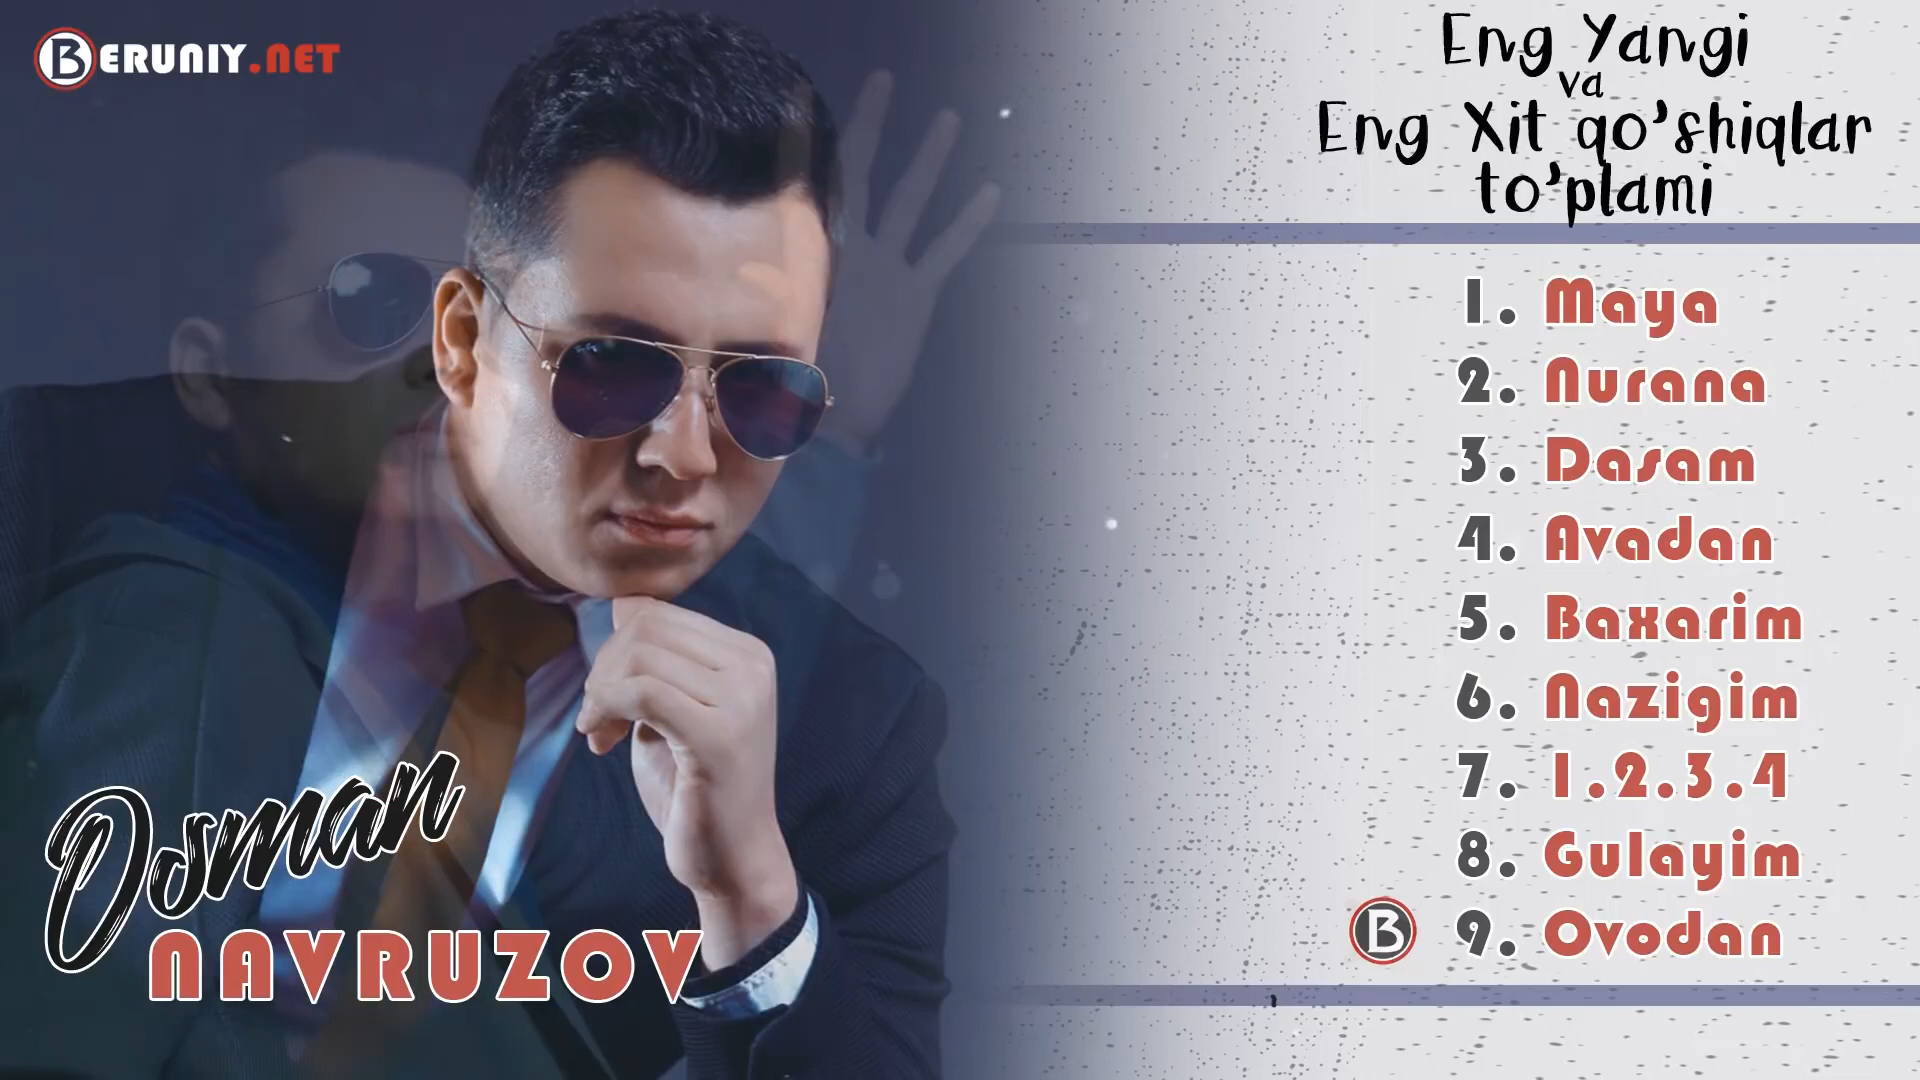 BERUNIY.NET
Eng Yangi
va
Eng Xit qo'shiqlar
to'plami
1. Maya
2. Nurana
3. Dasam
4. Avadan
5. Baxarim
6. Nazigim
7. 1.2.3.4
8. Gulayim
B 9. Ovodan
Osman
NAVRUZOV